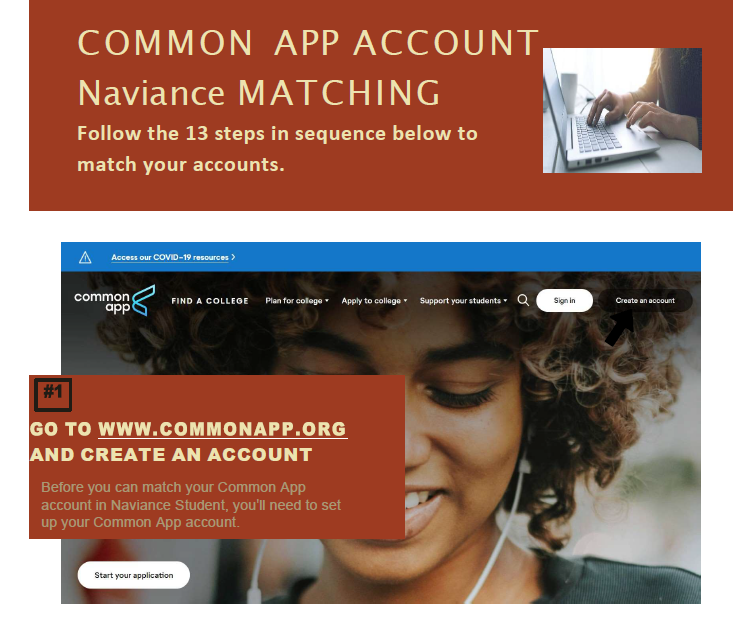 COMMON APP ACCOUNT
Naviance MATCHING
Follow the 13 steps in sequence below to
match your accounts.
Access our COVID-19 resources >
common
app
FIND A COLLEGE Plan for college Apply to college Support your students Sign in Create an account
#1
GO TO WWW.COMMONAPP.ORG
AND CREATE AN ACCOUNT
Before you can match your Common App
account in Naviance Student, you'll need to set
up your Common App account.
Start your application